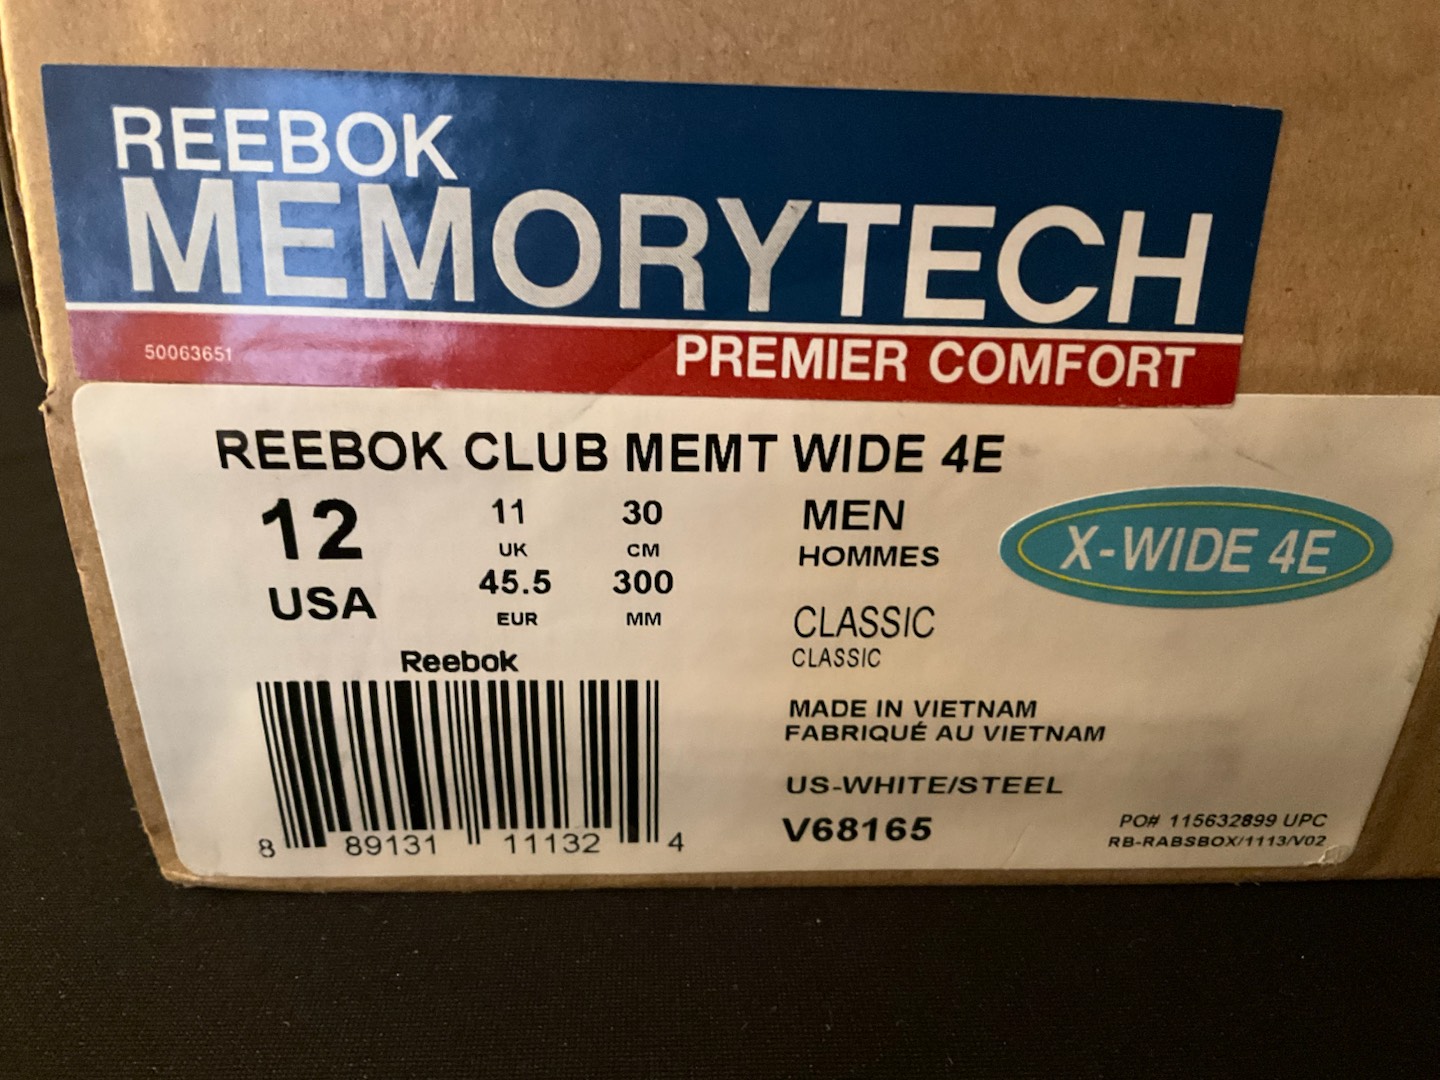 REEBOK
MEMORYTECH
50063651
PREMIER COMFORT
REEBOK CLUB MEMT WIDE 4E
12
USA
11
UK
45.5
EUR
30
CM
300
MM
MEN
HOMMES
X-WIDE 4E
CLASSIC
CLASSIC
Reebok
8 89131 11132 4
MADE IN VIETNAM
FABRIQUÉ AU VIETNAM
US-WHITE/STEEL
V68165
PO# 115632899 UPC
RB-RABSBOX/1113/V02